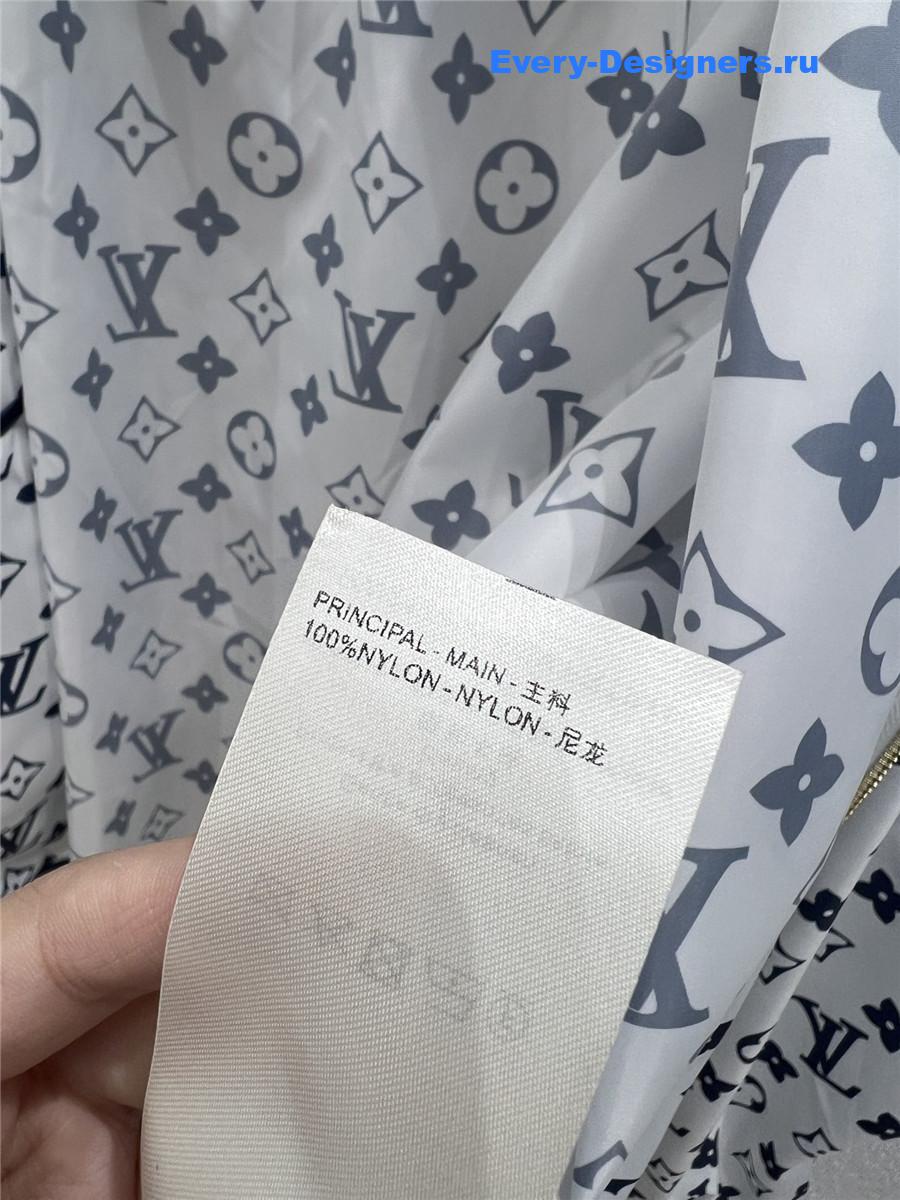 Every-Designers.ru
PRiNCIPAL - MAIN - 主料
100%NYLON - NYLON - 尼龙